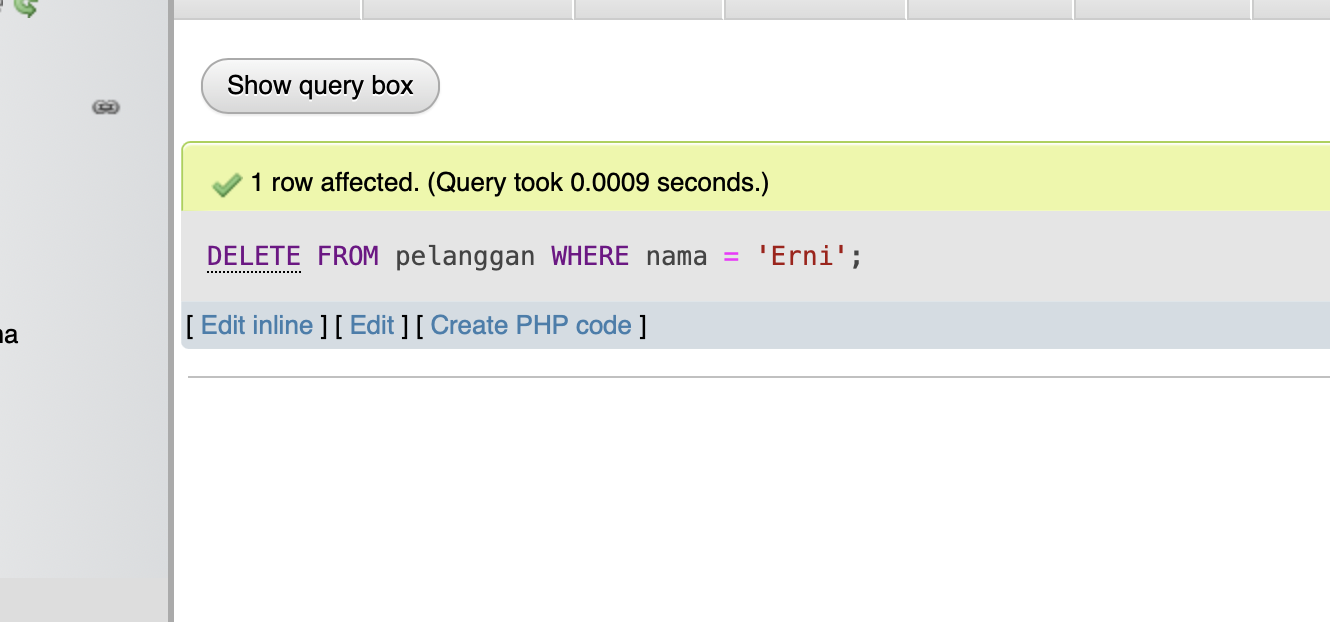 Show query box
1 row affected. (Query took 0.0009 seconds.)
DELETE FROM pelanggan WHERE nama = 'Erni';
[ Edit inline ] [ Edit ] [ Create PHP code ]